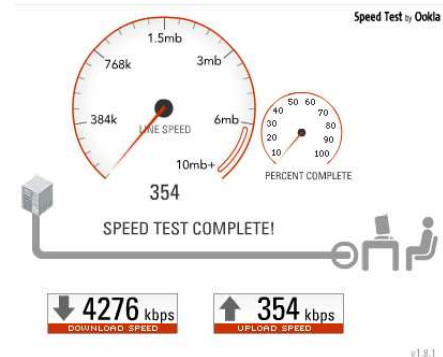 Speed Test by Ookla
1.5mb
768k
3mb
384k
6mb
LINE SPEED
10mb+
10
20
30
40
50
60
70
80
90
100
PERCENT COMPLETE
354
SPEED TEST COMPLETE!
4276 kbps
DOWNLOAD SPEED
354 kbps
UPLOAD SPEED
v1.8.1